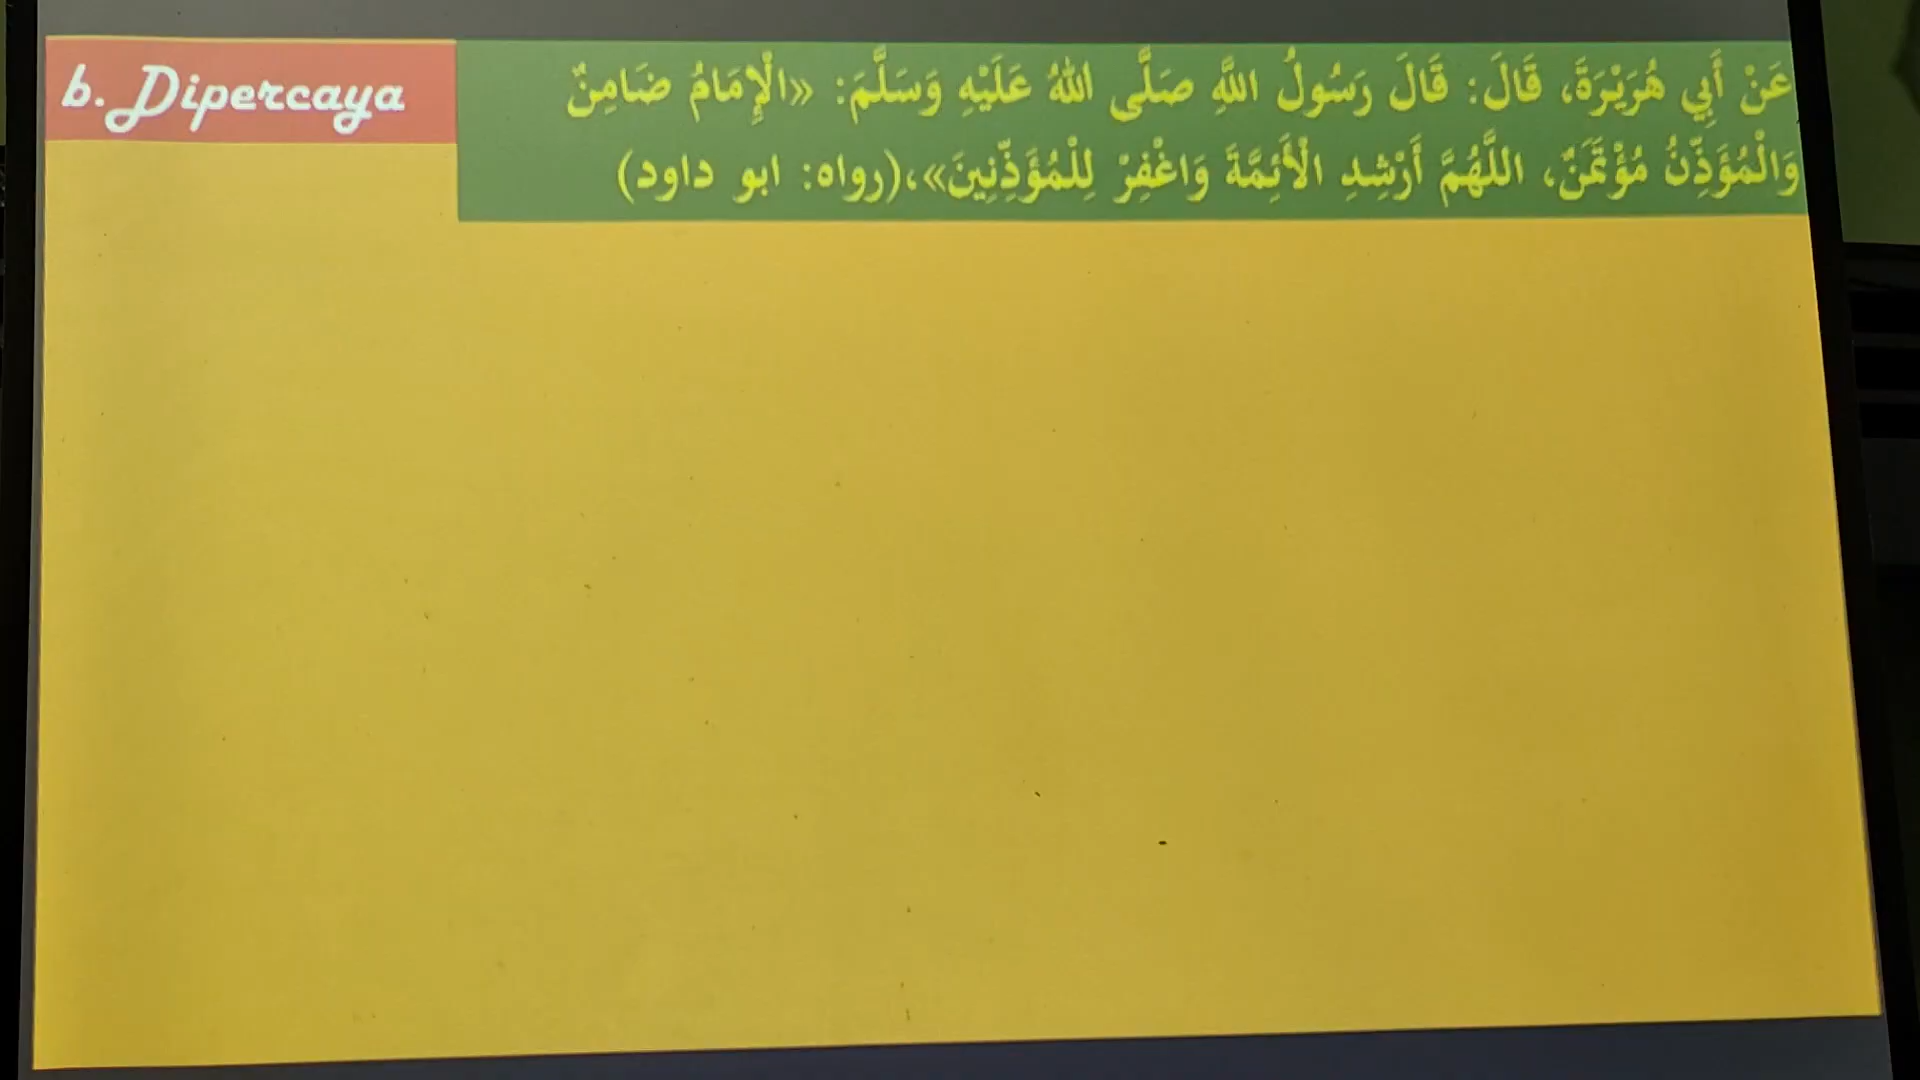 b. Dipercaya
عَنْ أَبِي هُرَيْرَةَ، قَالَ: قَالَ رَسُولُ اللَّهِ صَلَّى اللهُ عَلَيْهِ وَسَلَّمَ: «الْإِمَامُ ضَامِنٌ
وَالْمُؤَذِّنُ مُؤْتَمَنٌ، اللَّهُمَّ أَرْشِدِ الْأَئِمَّةَ وَاغْفِرْ لِلْمُؤَذِّنِينَ»،(رواه: ابو داود)